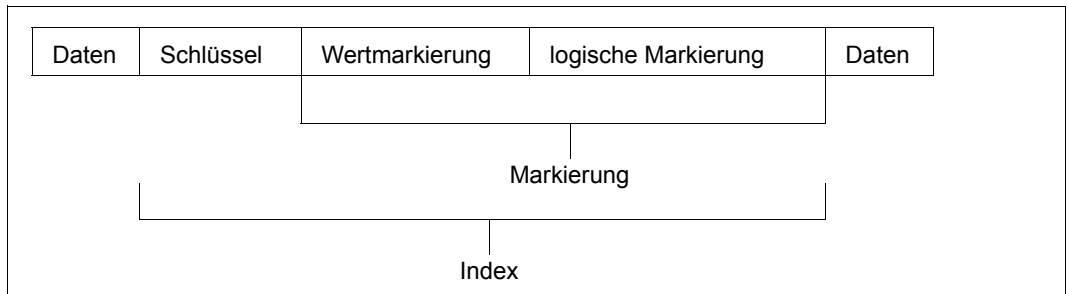 Daten Schlüssel Wertmarkierung logische Markierung Daten
Markierung
Index